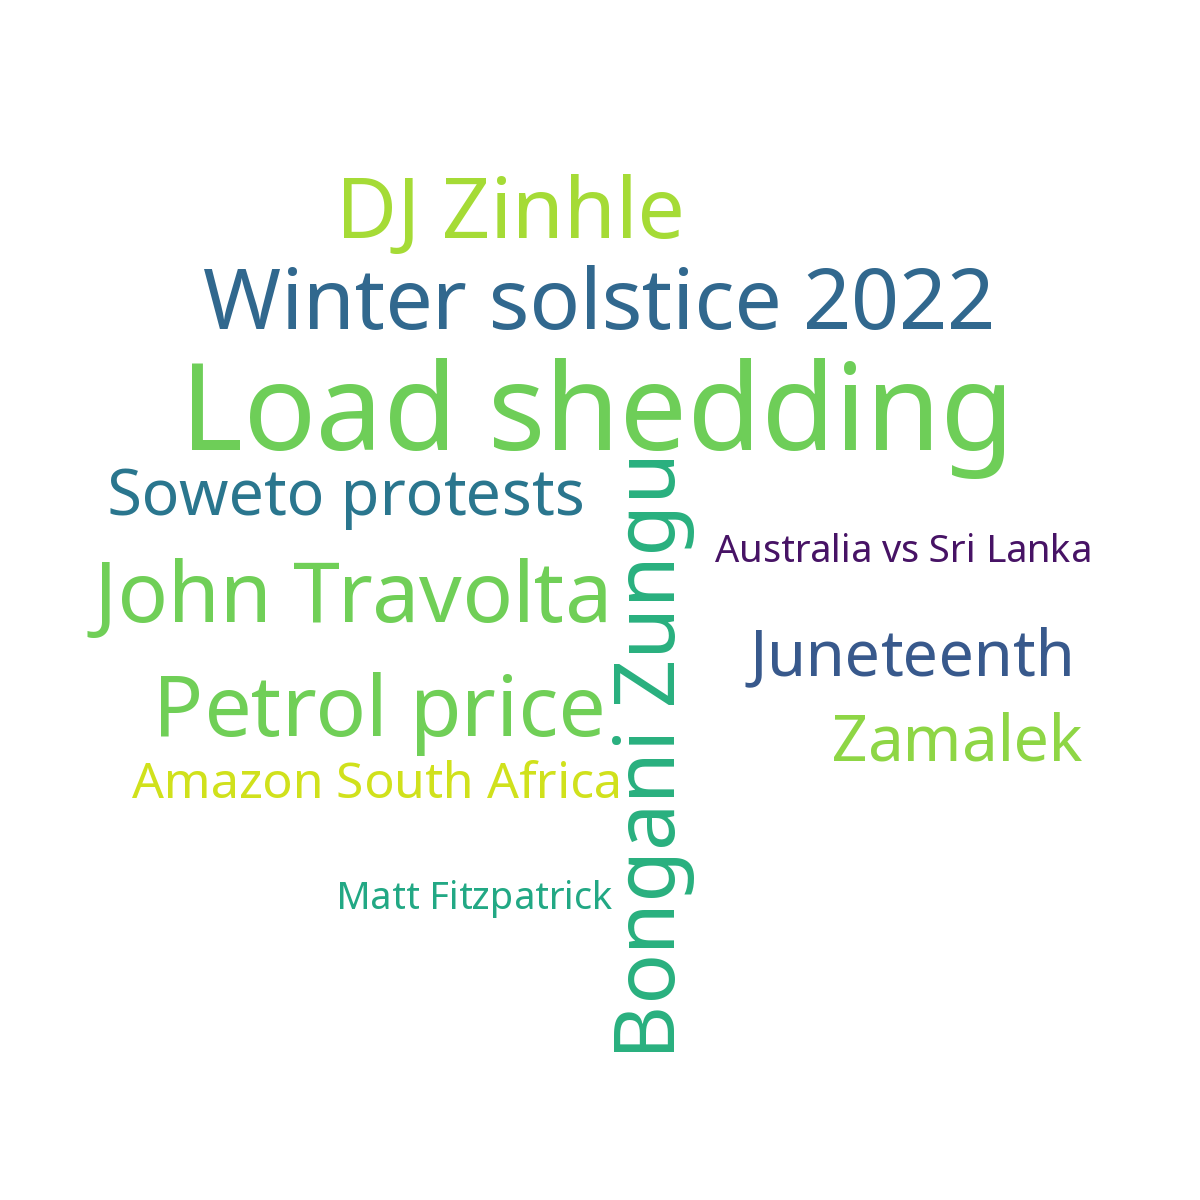 DJ Zinhle
Winter solstice 2022
Load shedding
Soweto protests
Bongani Zungu
Australia vs Sri Lanka
John Travolta
Juneteenth
Petrol price
Zamalek
Amazon South Africa
Matt Fitzpatrick